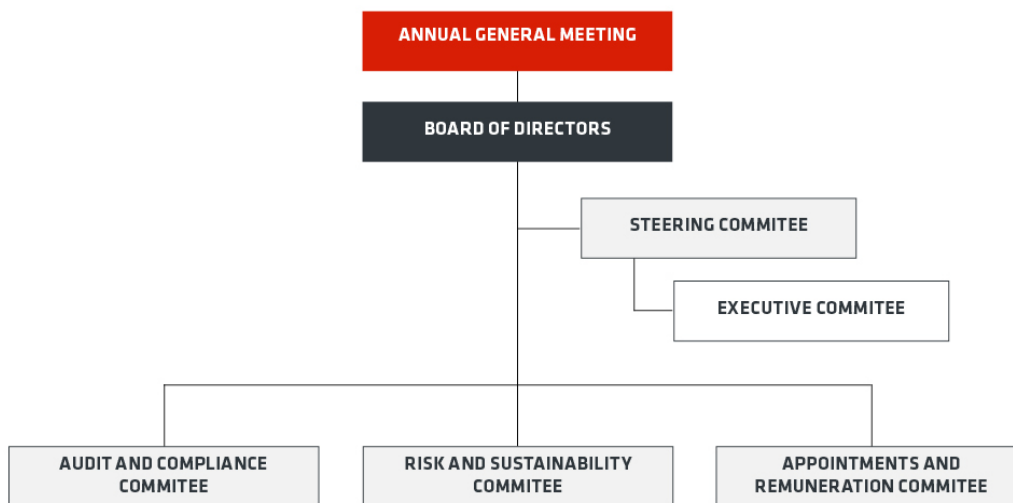 ANNUAL GENERAL MEETING
BOARD OF DIRECTORS
STEERING COMMITEE
EXECUTIVE COMMITEE
AUDIT AND COMPLIANCE
COMMITEE
RISK AND SUSTAINABILITY
COMMITEE
APPOINTMENTS AND
REMUNERATION COMMITEE